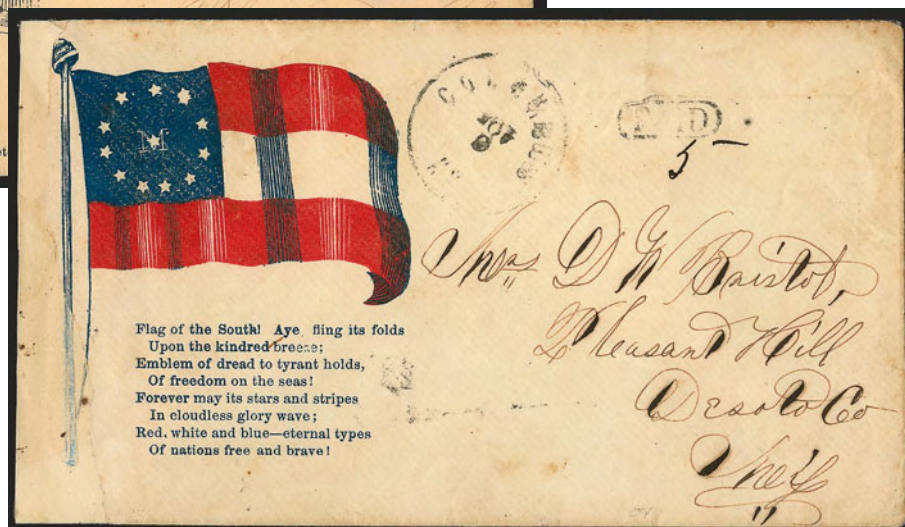 COLUMBUS
PAID
5
M
Flag of the South! Aye, fling its folds
Upon the kindred breeze;
Emblem of dread to tyrant holds,
Of freedom on the seas!
Forever may its stars and stripes
In cloudless glory wave;
Red, white and blue—eternal types
Of nations free and brave!
Mrs D W Bristol,
Pleasant Hill
Desoto Co